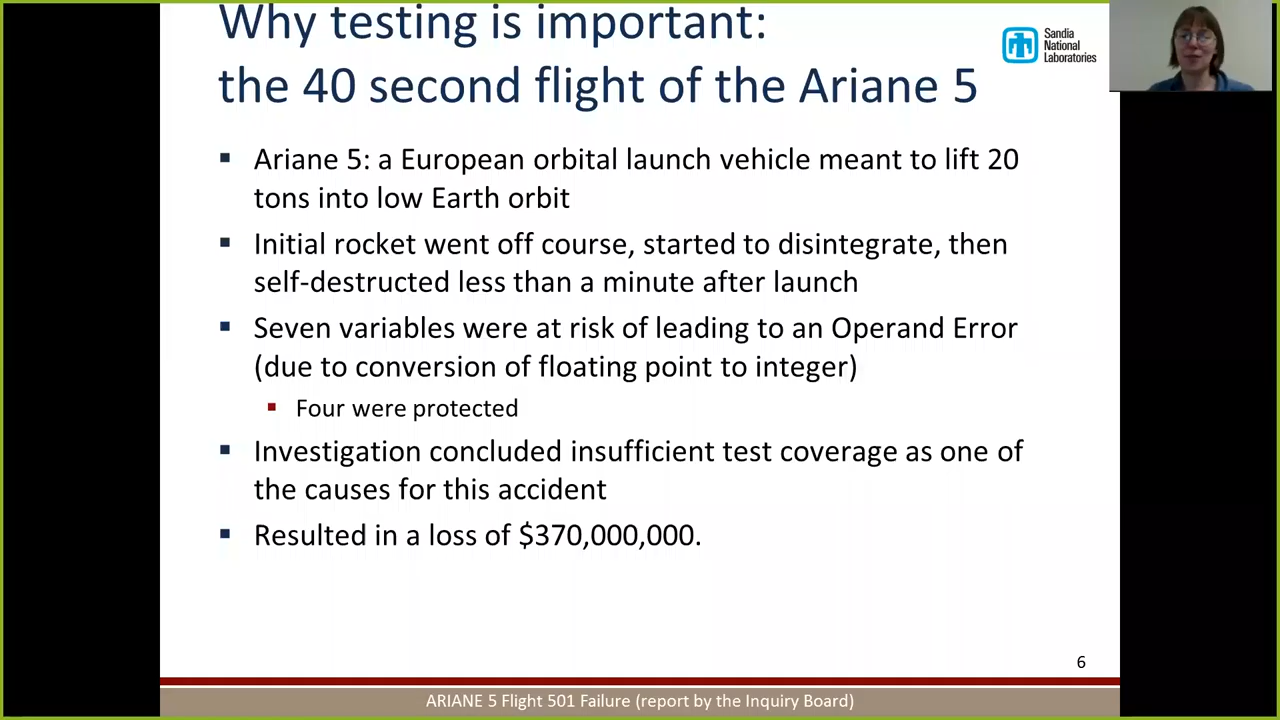 Why testing is important:
the 40 second flight of the Ariane 5
Sandia
National
Laboratories
▪ Ariane 5: a European orbital launch vehicle meant to lift 20
tons into low Earth orbit
▪ Initial rocket went off course, started to disintegrate, then
self-destructed less than a minute after launch
▪ Seven variables were at risk of leading to an Operand Error
(due to conversion of floating point to integer)
▪ Four were protected
▪ Investigation concluded insufficient test coverage as one of
the causes for this accident
▪ Resulted in a loss of $370,000,000.
6
ARIANE 5 Flight 501 Failure (report by the Inquiry Board)